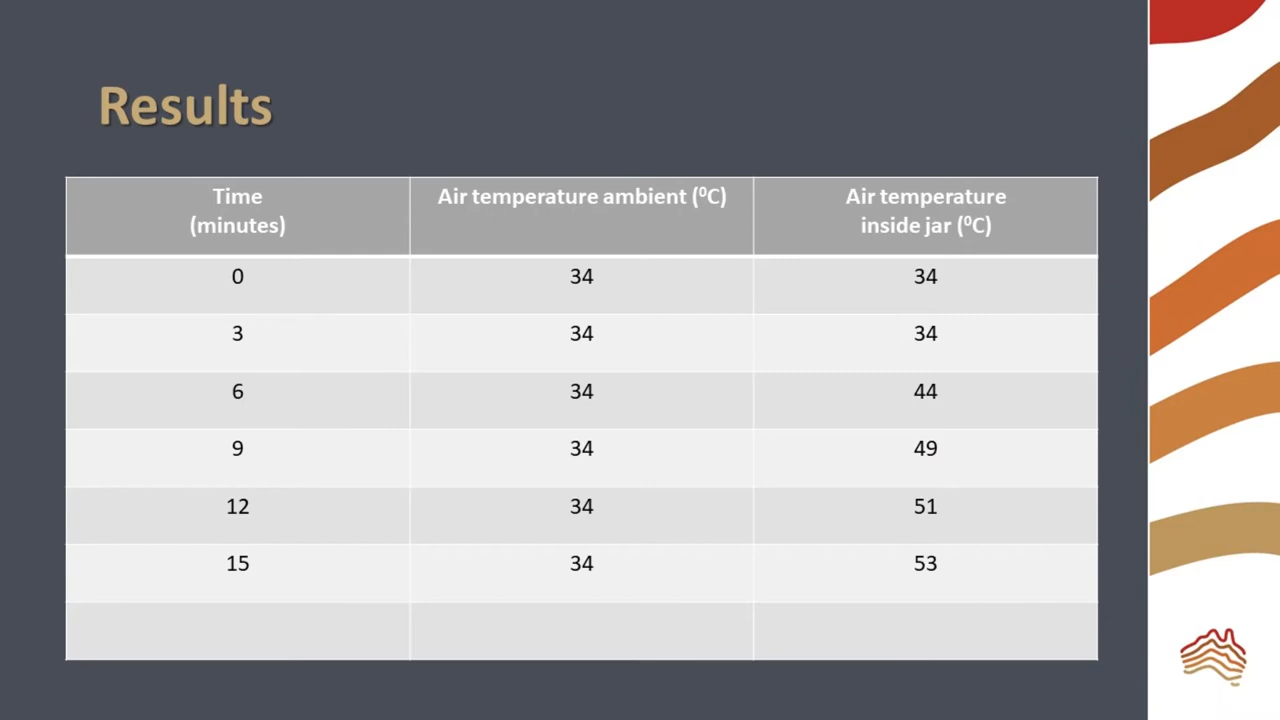 Results
Time
(minutes)
Air temperature ambient (⁰C)
Air temperature
inside jar (⁰C)
0 34 34
3 34 34
6 34 44
9 34 49
12 34 51
15 34 53